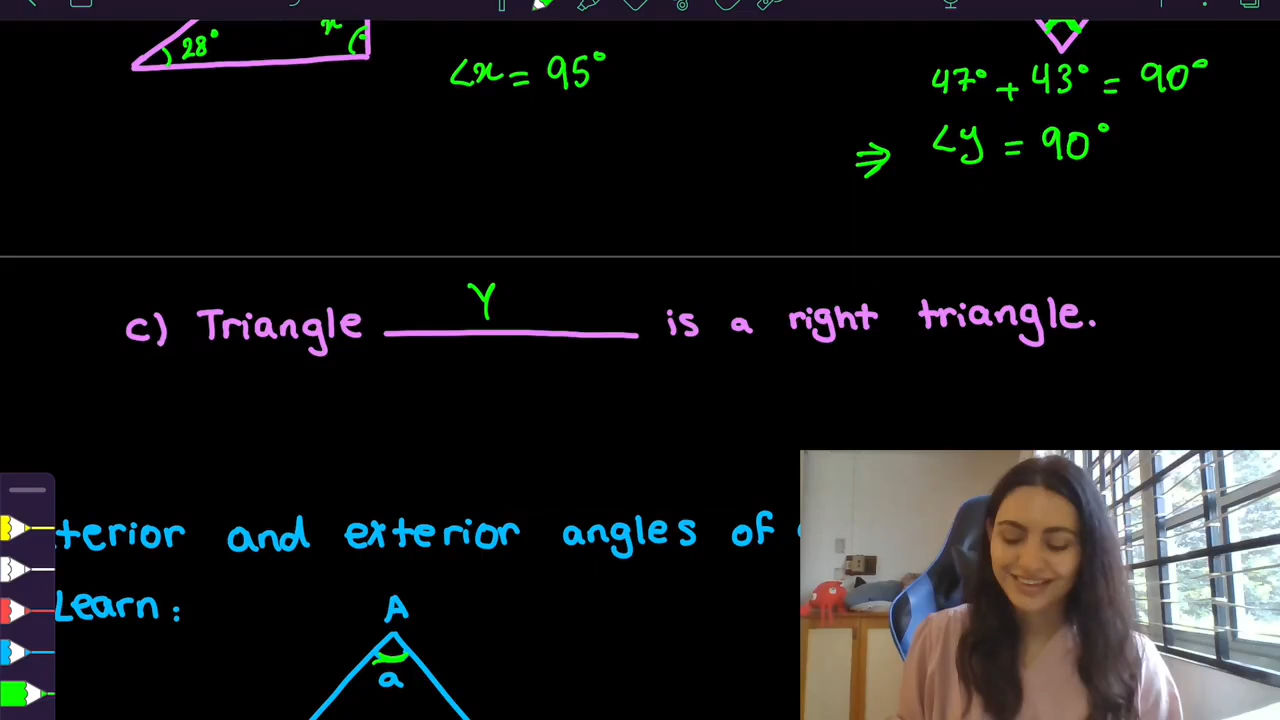 28° x
∠x = 95°
47° + 43° = 90°
⇒ ∠y = 90°
c) Triangle Y is a right triangle.
terior and exterior angles of
Learn:
A
a